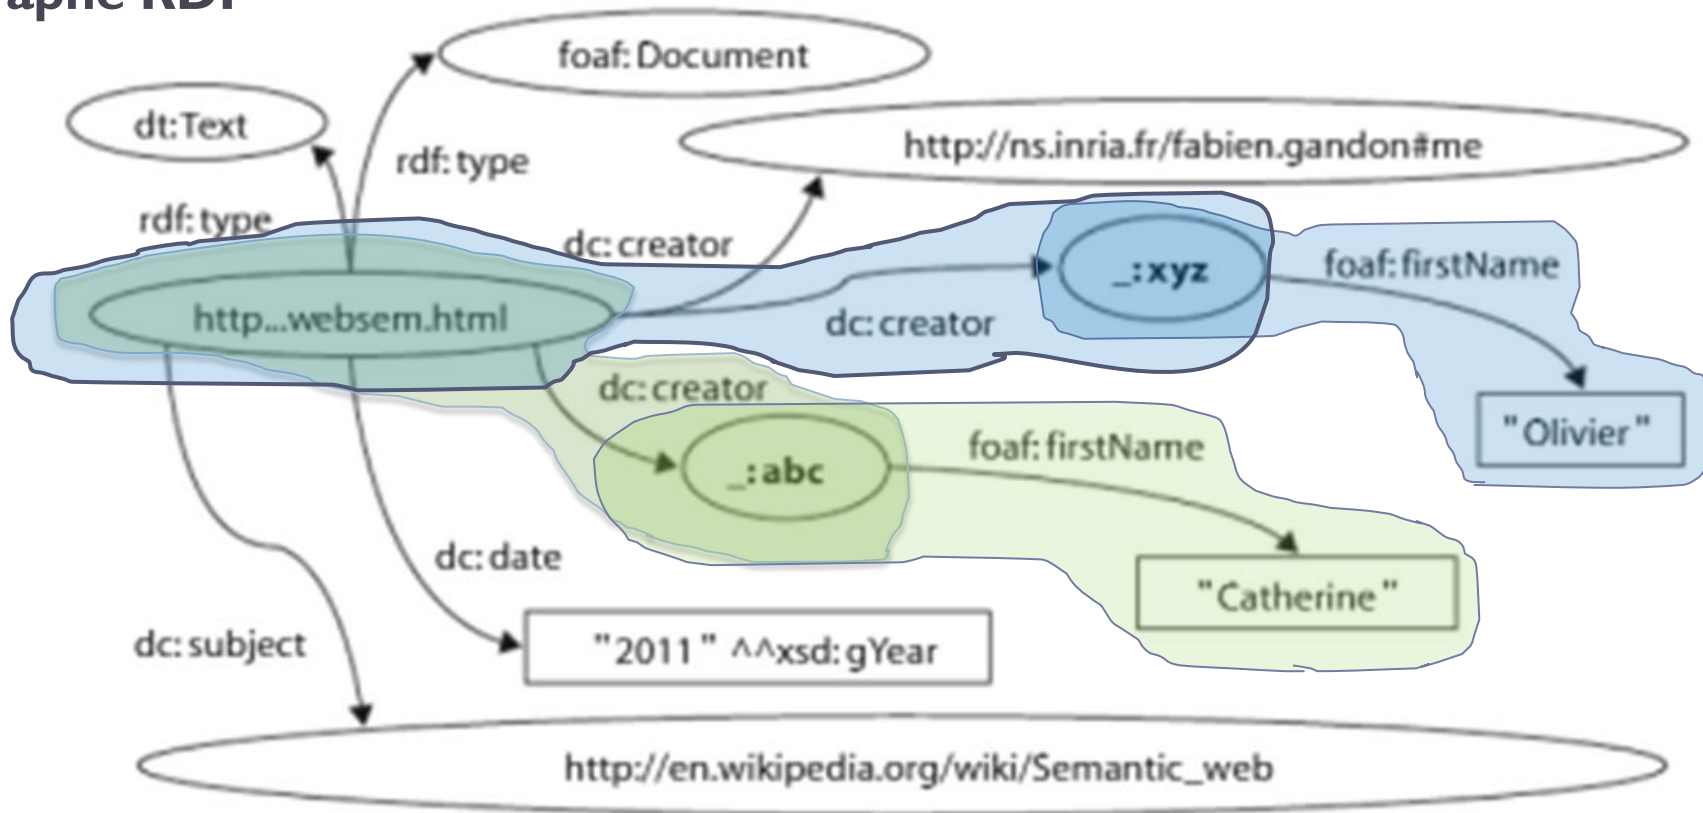 foaf:Document
dt:Text
http://ns.inria.fr/fabien.gandon#me
rdf:type
rdf:type
dc:creator
_:xyz
foaf:firstName
http...websem.html
dc:creator
dc:creator
"Olivier"
foaf:firstName
_:abc
dc:date
"Catherine"
dc:subject
"2011" ^^xsd:gYear
http://en.wikipedia.org/wiki/Semantic_web